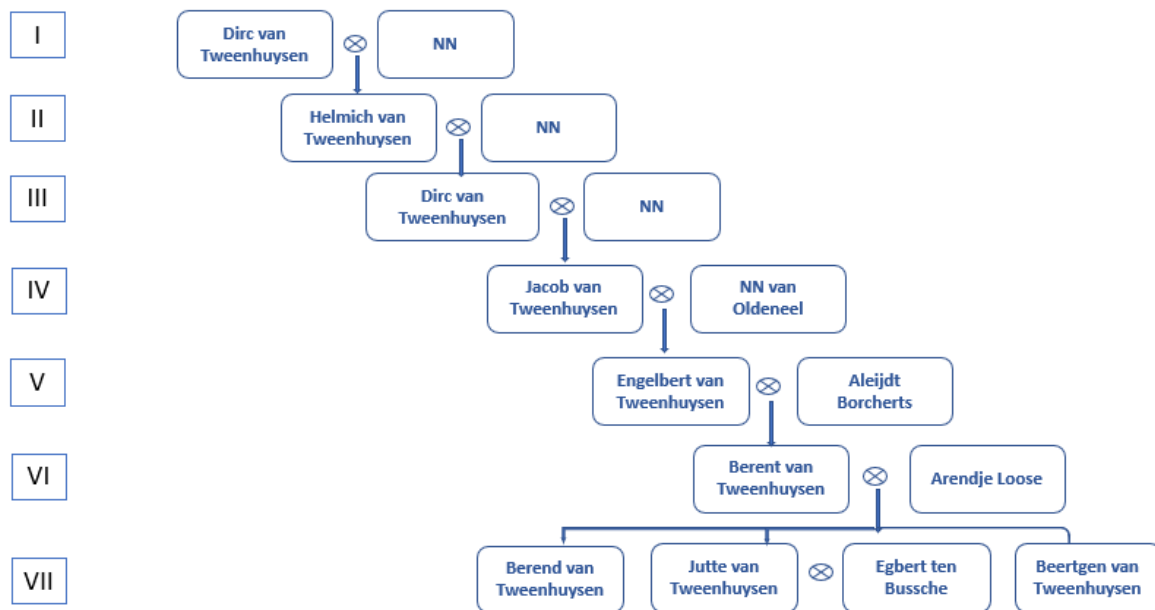 I
Dirc van
Tweenhuysen
NN
II
Helmich van
Tweenhuysen
NN
III
Dirc van
Tweenhuysen
NN
IV
Jacob van
Tweenhuysen
NN van
Oldeneel
V
Engelbert van
Tweenhuysen
Aleijdt
Borcherts
VI
Berent van
Tweenhuysen
Arendje Loose
VII
Berend van
Tweenhuysen
Jutte van
Tweenhuysen
Egbert ten
Bussche
Beertgen van
Tweenhuysen